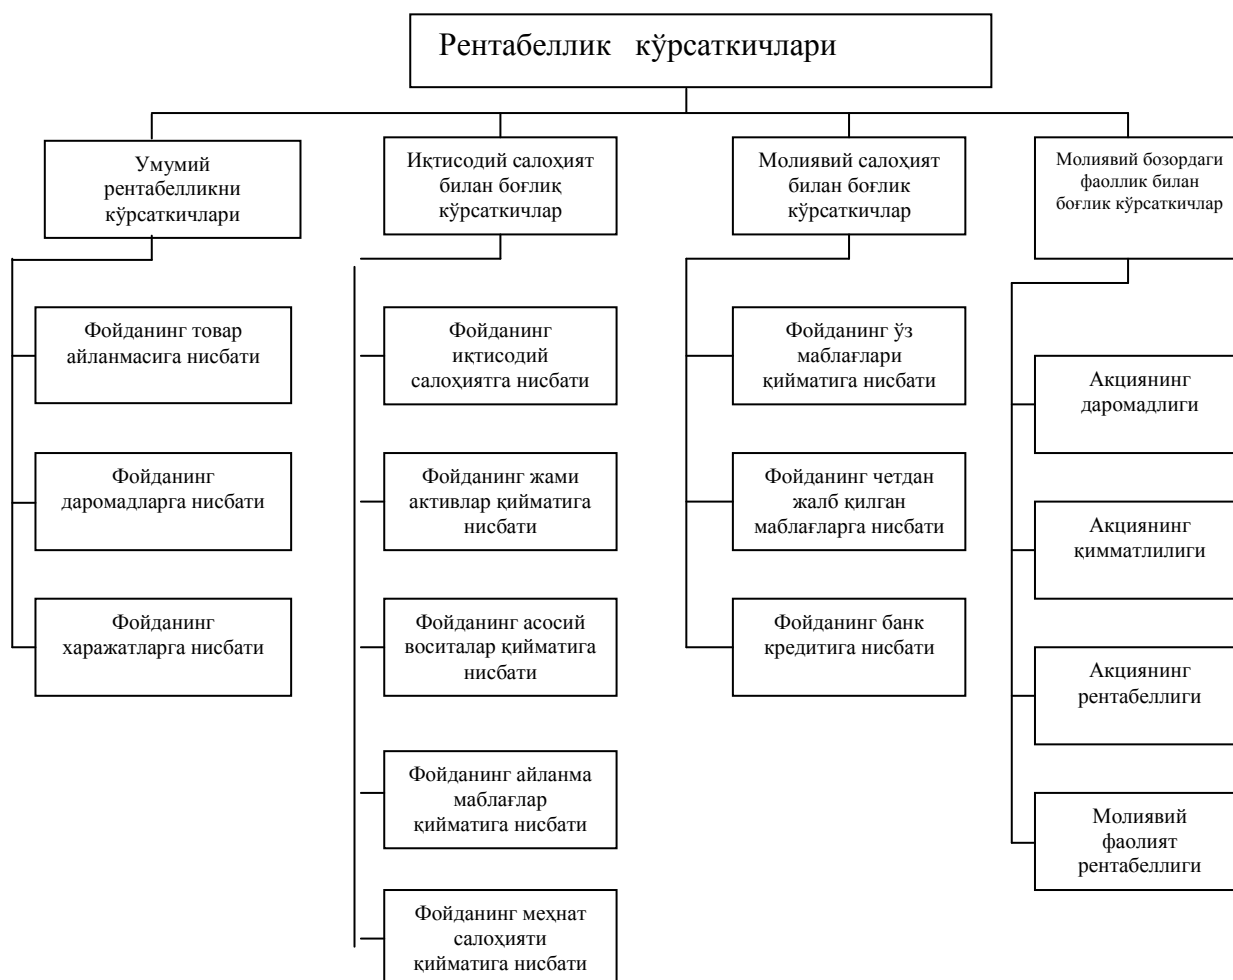 Рентабеллик кўрсаткичлари
Умумий
рентабелликни
кўрсаткичлари
Иқтисодий салоҳият
билан боғлиқ
кўрсаткичлар
Молиявий салоҳият
билан боғлик
кўрсаткичлар
Молиявий бозордаги
фаоллик билан
боғлик кўрсаткичлар
Фойданинг товар
айланмасига нисбати
Фойданинг
даромадларга нисбати
Фойданинг
харажатларга нисбати
Фойданинг
иқтисодий
салоҳиятга нисбати
Фойданинг жами
активлар қийматига
нисбати
Фойданинг асосий
воситалар қийматига
нисбати
Фойданинг айланма
маблағлар
қийматига нисбати
Фойданинг меҳнат
салоҳияти
қийматига нисбати
Фойданинг ўз
маблағлари
қийматига нисбати
Фойданинг четдан
жалб қилган
маблағларга нисбати
Фойданинг банк
кредитига нисбати
Акциянинг
даромадлиги
Акциянинг
қимматлилиги
Акциянинг
рентабеллиги
Молиявий
фаолият
рентабеллиги